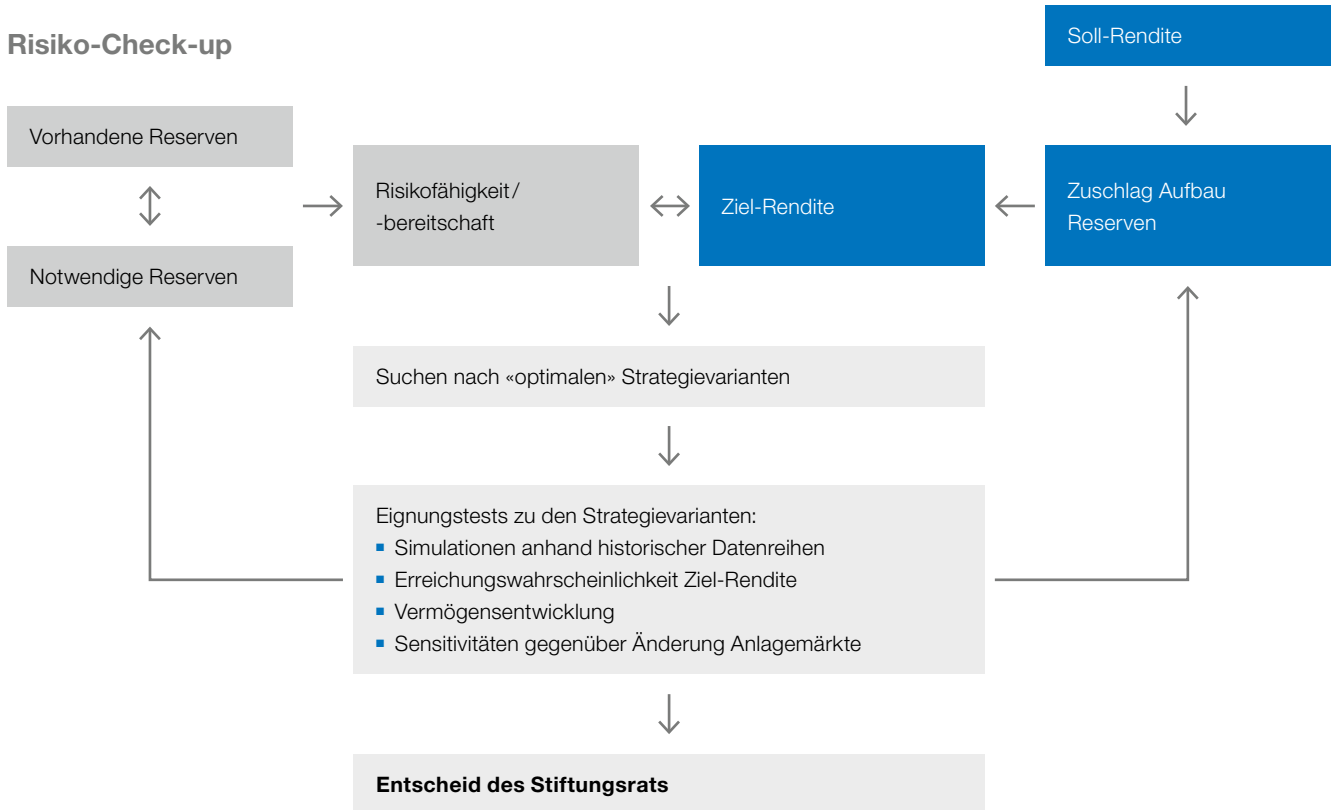 Risiko-Check-up
Soll-Rendite
Vorhandene Reserven
Notwendige Reserven
Risikofähigkeit/
-bereitschaft
Ziel-Rendite
Zuschlag Aufbau
Reserven
Suchen nach «optimalen» Strategievarianten
Eignungstests zu den Strategievarianten:
▪ Simulationen anhand historischer Datenreihen
▪ Erreichungswahrscheinlichkeit Ziel-Rendite
▪ Vermögensentwicklung
▪ Sensitivitäten gegenüber Änderung Anlagemärkte
Entscheid des Stiftungsrats